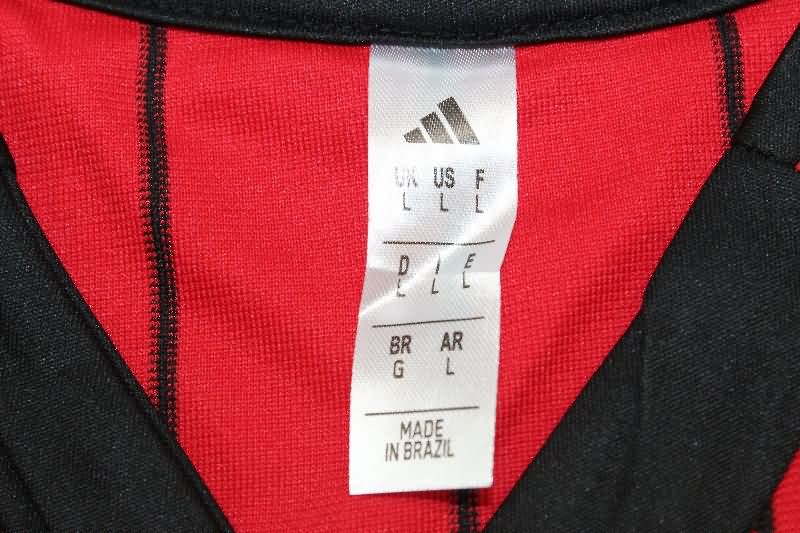 UK US F
L L L
D I E
L L L
BR AR
G L
MADE
IN BRAZIL